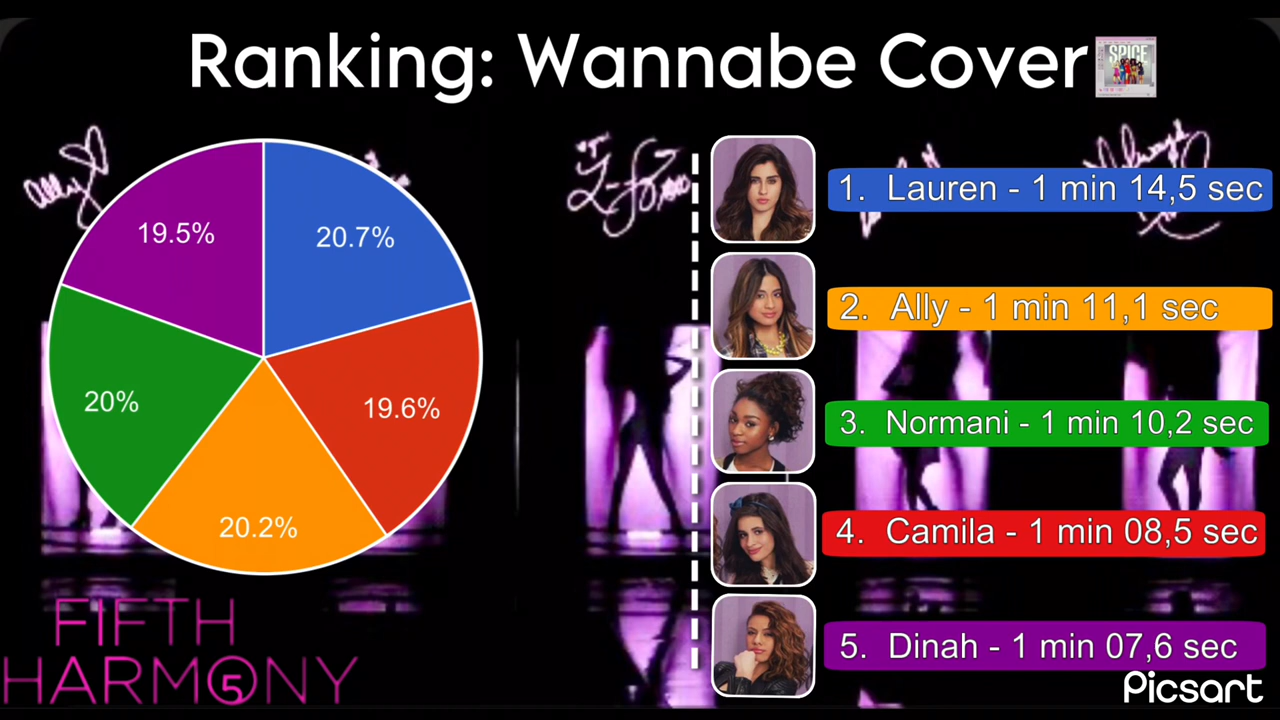 Ranking: Wannabe Cover
SPICE
Ally
19.5%
20.7%
20%
19.6%
20.2%
1. Lauren - 1 min 14,5 sec
2. Ally - 1 min 11,1 sec
3. Normani - 1 min 10,2 sec
4. Camila - 1 min 08,5 sec
5. Dinah - 1 min 07,6 sec
FIFTH
HARMONY
5
Picsart